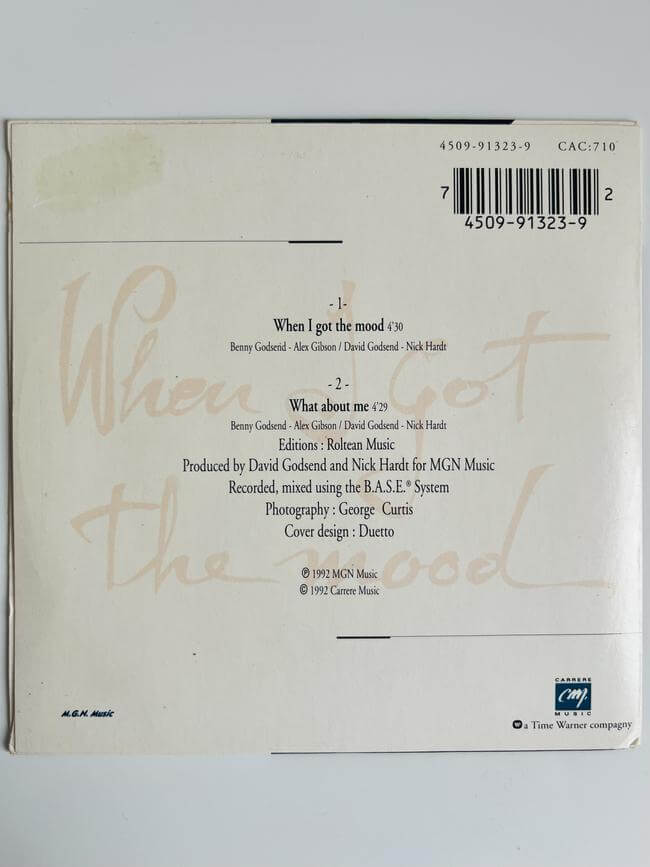 4509-91323-9 CAC:710
7 4509-91323-9 2
When I Got
the mood
- 1-
When I got the mood 4'30
Benny Godsend - Alex Gibson / David Godsend - Nick Hardt
- 2 -
What about me 4'29
Benny Godsend - Alex Gibson / David Godsend - Nick Hardt
Editions : Roltean Music
Produced by David Godsend and Nick Hardt for MGN Music
Recorded, mixed using the B.A.S.E.® System
Photography : George Curtis
Cover design : Duetto
℗ 1992 MGN Music
© 1992 Carrere Music
M.G.N. Music
CARRERE
cm.
MUSIC
a Time Warner compagny